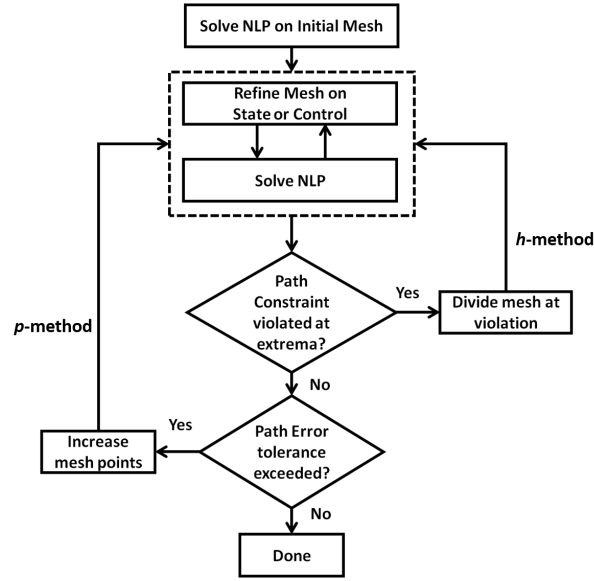 Solve NLP on Initial Mesh
Refine Mesh on
State or Control
Solve NLP
h-method
Path
Constraint
violated at
extrema?
Yes
Divide mesh at
violation
p-method
No
Yes
Path Error
tolerance
exceeded?
Increase
mesh points
No
Done